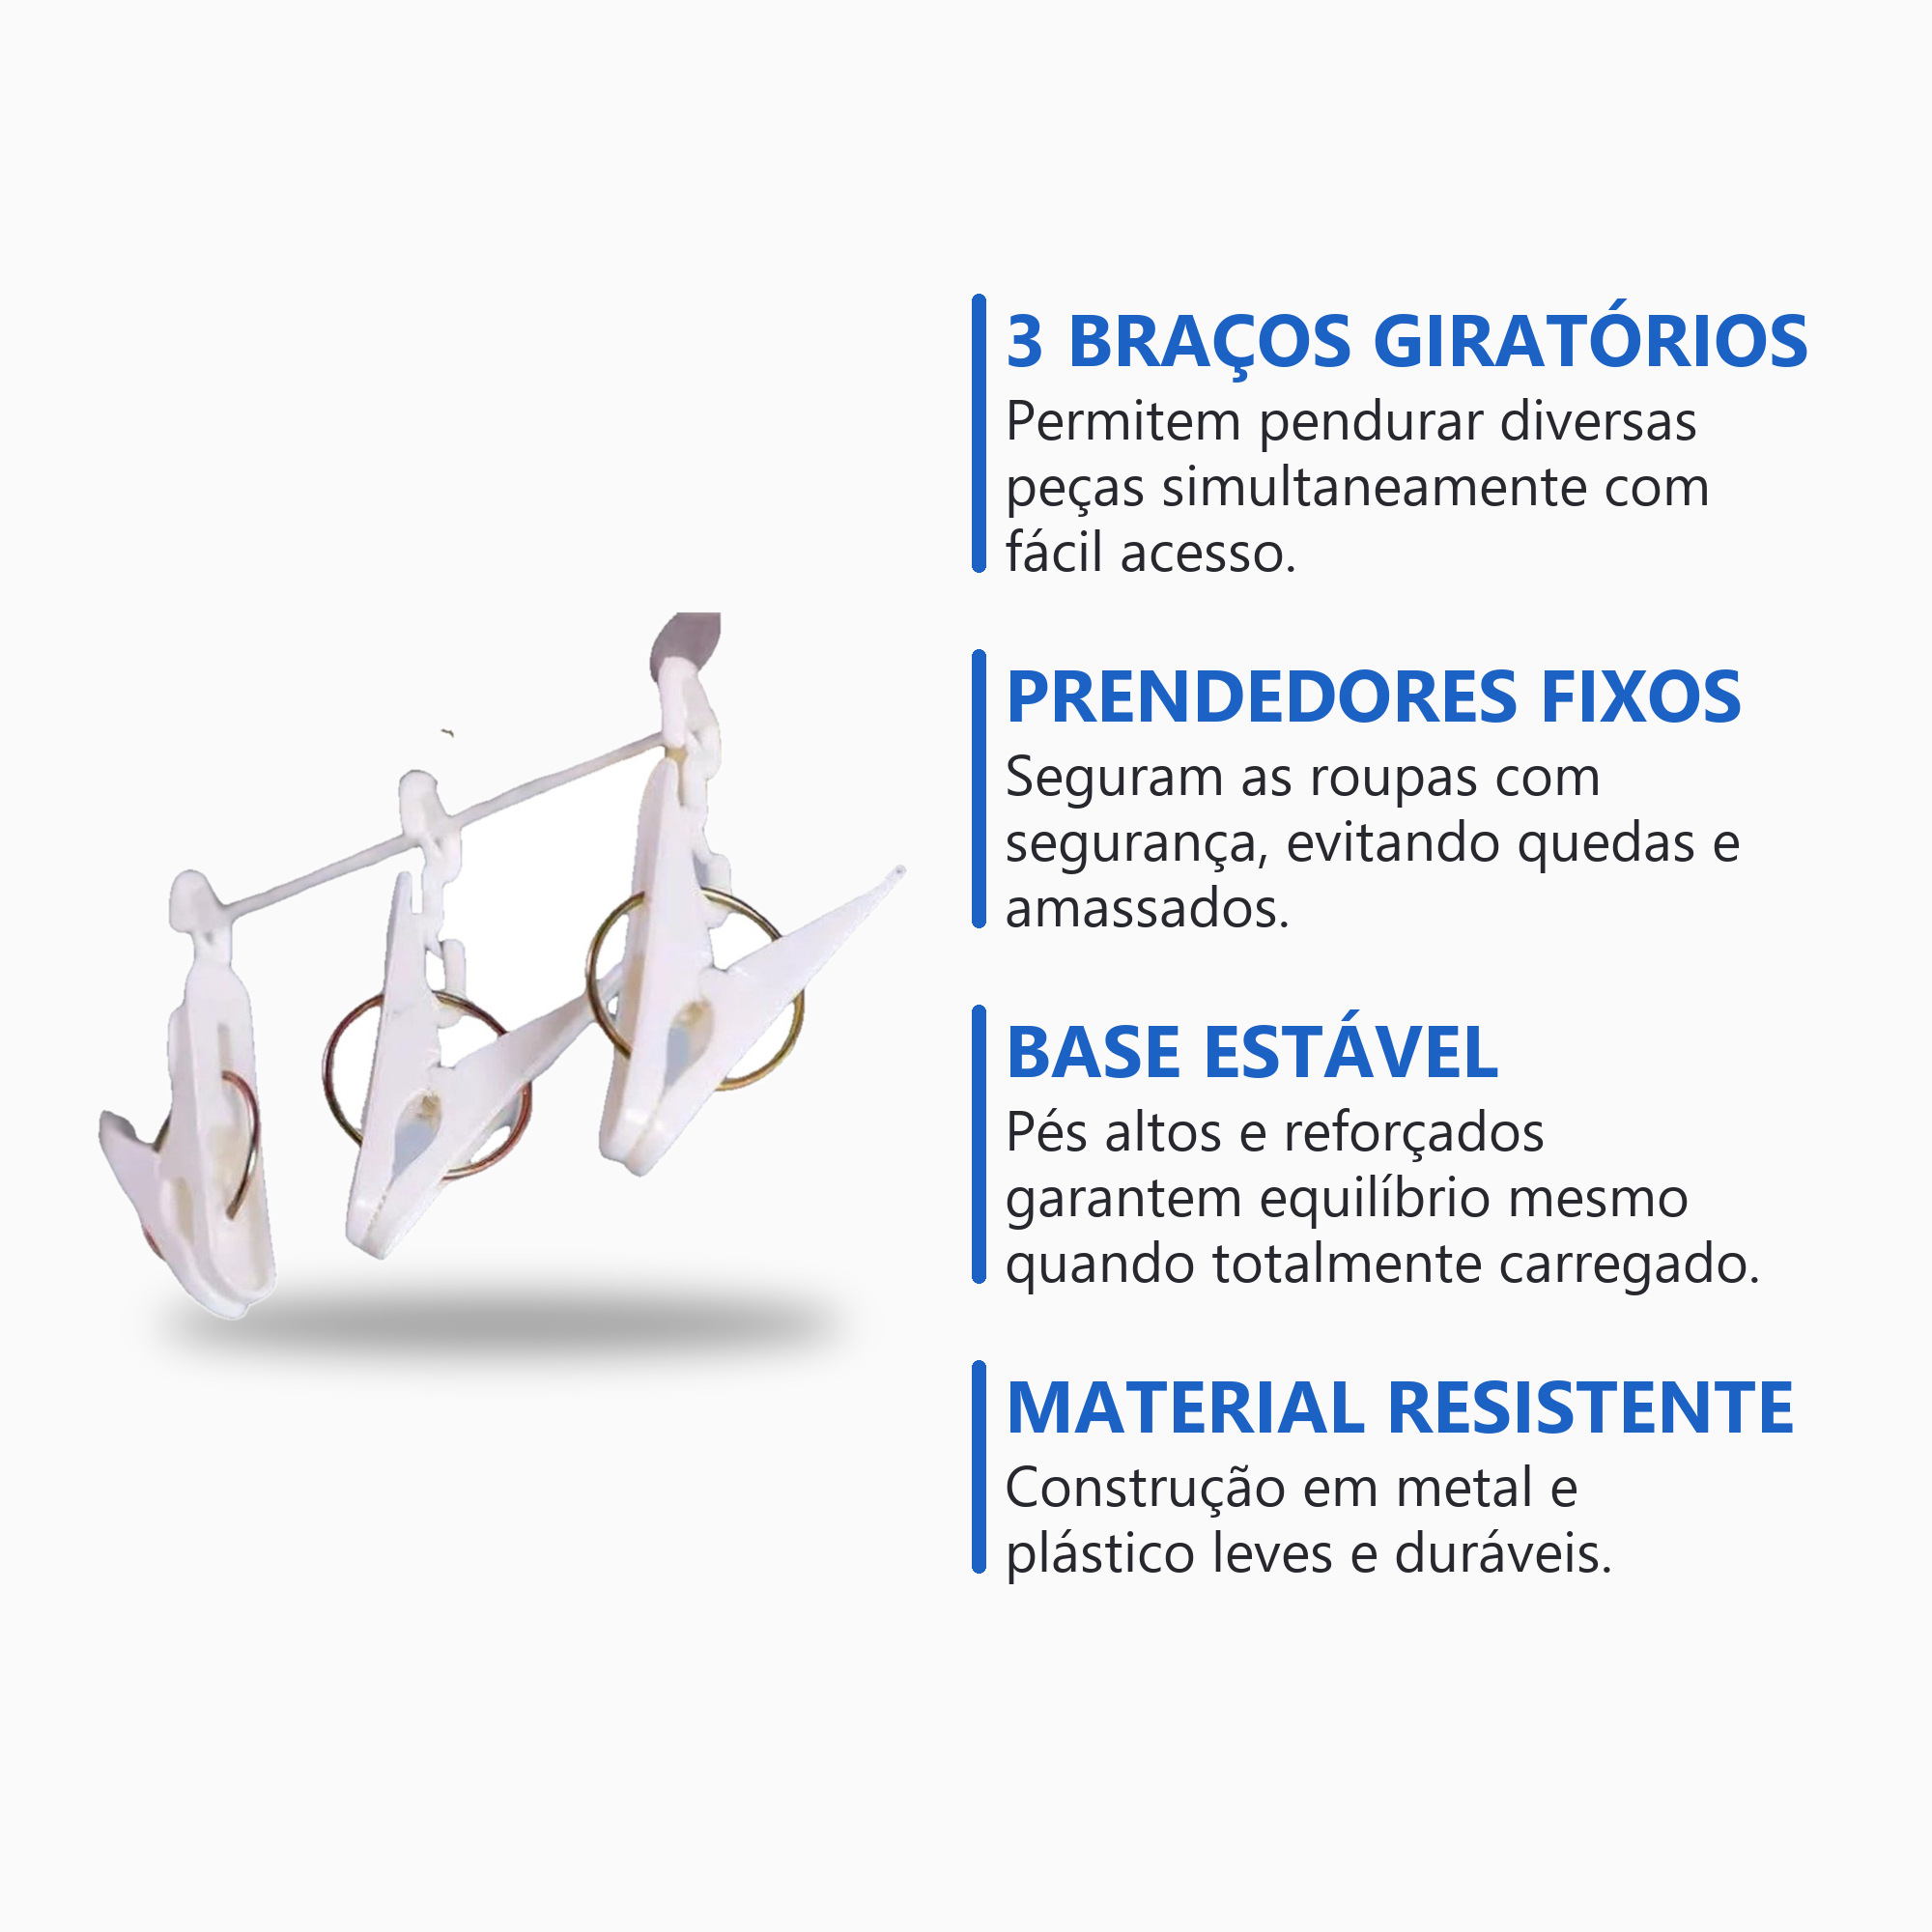 3 BRAÇOS GIRATÓRIOS
Permitem pendurar diversas
peças simultaneamente com
fácil acesso.
PRENDEDORES FIXOS
Seguram as roupas com
segurança, evitando quedas e
amassados.
BASE ESTÁVEL
Pés altos e reforçados
garantem equilíbrio mesmo
quando totalmente carregado.
MATERIAL RESISTENTE
Construção em metal e
plástico leves e duráveis.